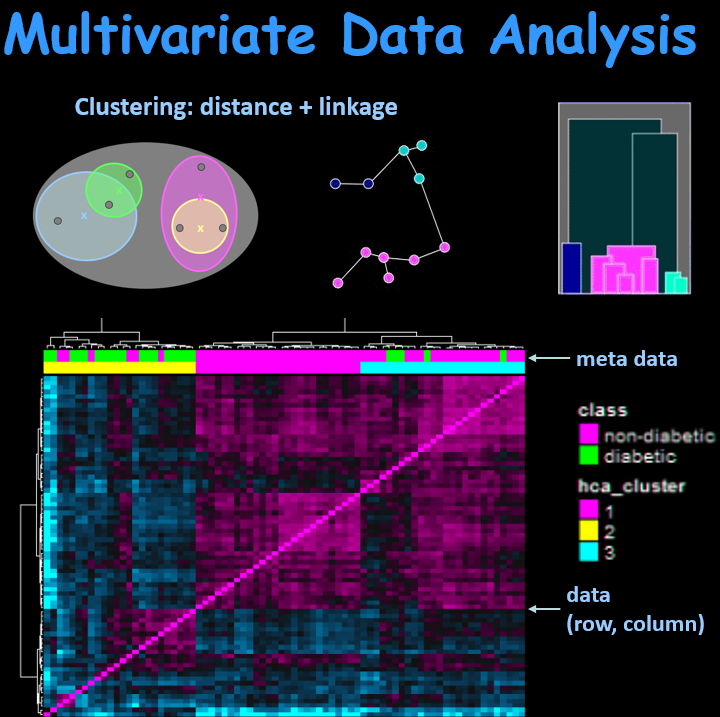 Multivariate Data Analysis
Clustering: distance + linkage
x
x
x
x
meta data
class
non-diabetic
diabetic
hca_cluster
1
2
3
data
(row, column)